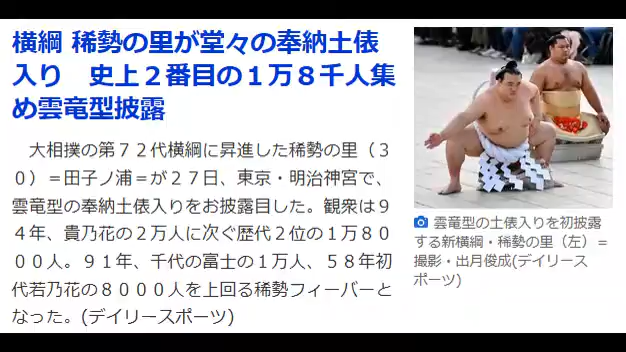 横綱 稀勢の里が堂々の奉納土俵
入り　史上２番目の１万８千人集
め雲竜型披露
　大相撲の第７２代横綱に昇進した稀勢の里（３
０）＝田子ノ浦＝が２７日、東京・明治神宮で、
雲竜型の奉納土俵入りをお披露目した。観衆は９
４年、貴乃花の２万人に次ぐ歴代２位の１万８０
００人。９１年、千代の富士の１万人、５８年初
代若乃花の８０００人を上回る稀勢フィーバーと
なった。(デイリースポーツ)
雲竜型の土俵入りを初披露
する新横綱・稀勢の里（左）＝
撮影・出月俊成(デイリース
ポーツ)